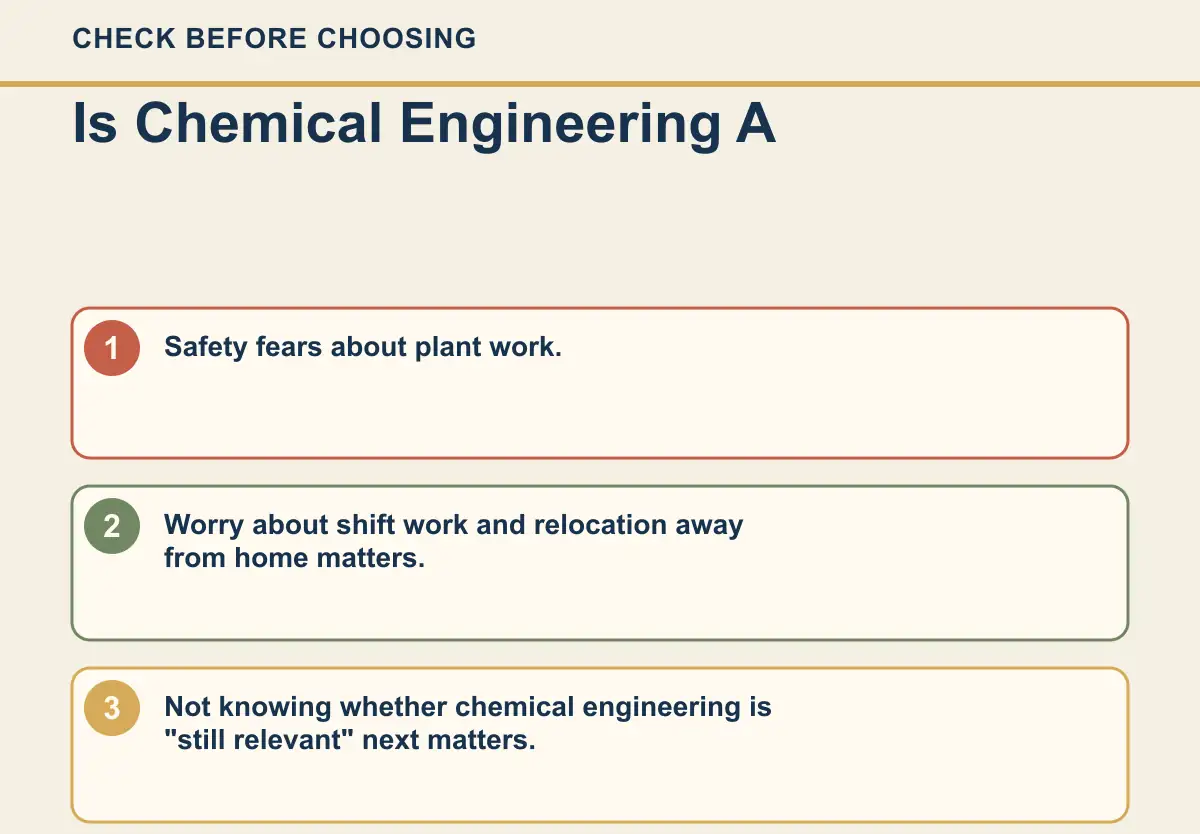 CHECK BEFORE CHOOSING
Is Chemical Engineering A
1
Safety fears about plant work.
2
Worry about shift work and relocation away
from home matters.
3
Not knowing whether chemical engineering is
"still relevant" next matters.